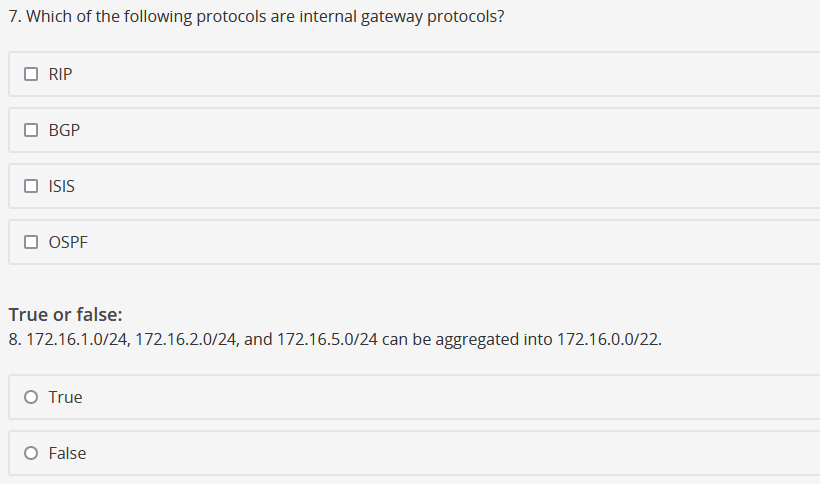 7. Which of the following protocols are internal gateway protocols?
RIP
BGP
ISIS
OSPF
True or false:
8. 172.16.1.0/24, 172.16.2.0/24, and 172.16.5.0/24 can be aggregated into 172.16.0.0/22.
True
False